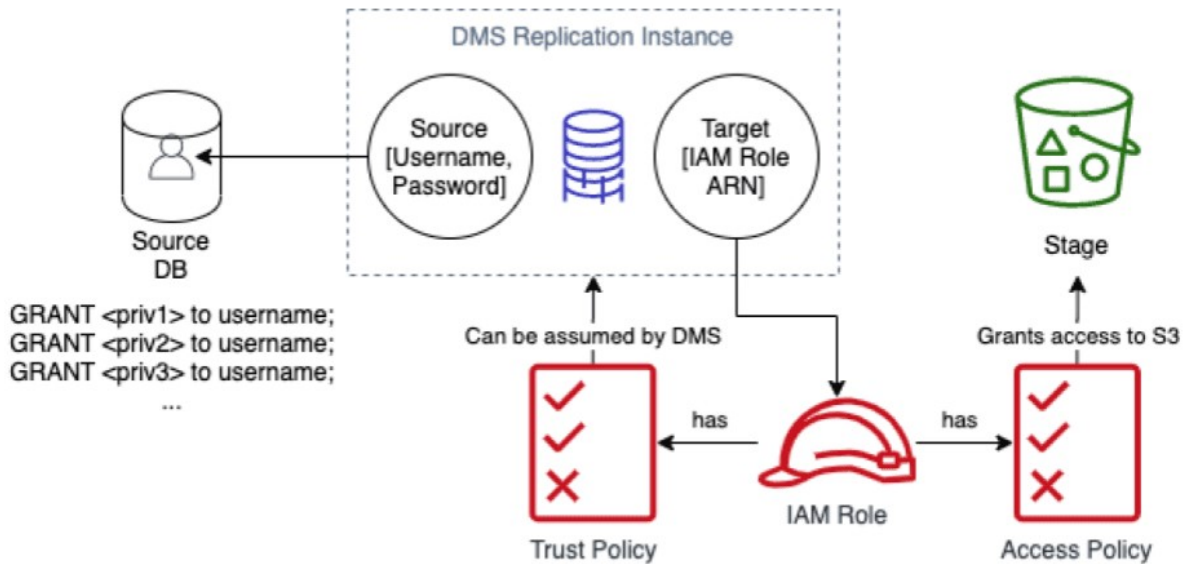 DMS Replication Instance
Source
[Username,
Password]
Target
[IAM Role
ARN]
Source
DB
Stage
GRANT <priv1> to username;
GRANT <priv2> to username;
GRANT <priv3> to username;
...
Can be assumed by DMS
Grants access to S3
has
has
IAM Role
Trust Policy
Access Policy